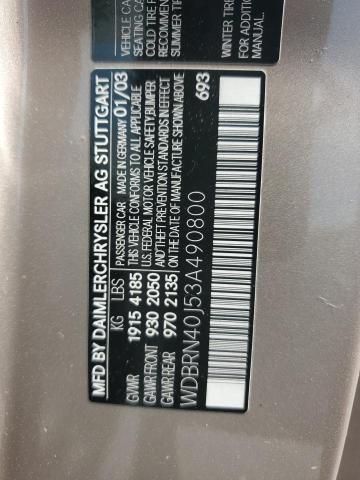 VEHICLE CA
SEATING CA
COLD TIRE
SUMMER TIR
WINTER TIRE
FOR ADDITION
MANUAL.
MFD BY DAIMLERCHRYSLER AG STUTTGART
KG LBS PASSENGER CAR MADE IN GERMANY 01/03
GVWR 1915 4185 THIS VEHICLE CONFORMS TO ALL APPLICABLE
GAWR FRONT 930 2050 U.S. FEDERAL MOTOR VEHICLE SAFETY, BUMPER
AND THEFT PREVENTION STANDARDS IN EFFECT
GAWR REAR 970 2135 ON THE DATE OF MANUFACTURE SHOWN ABOVE
WDBRN40J53A490800
693